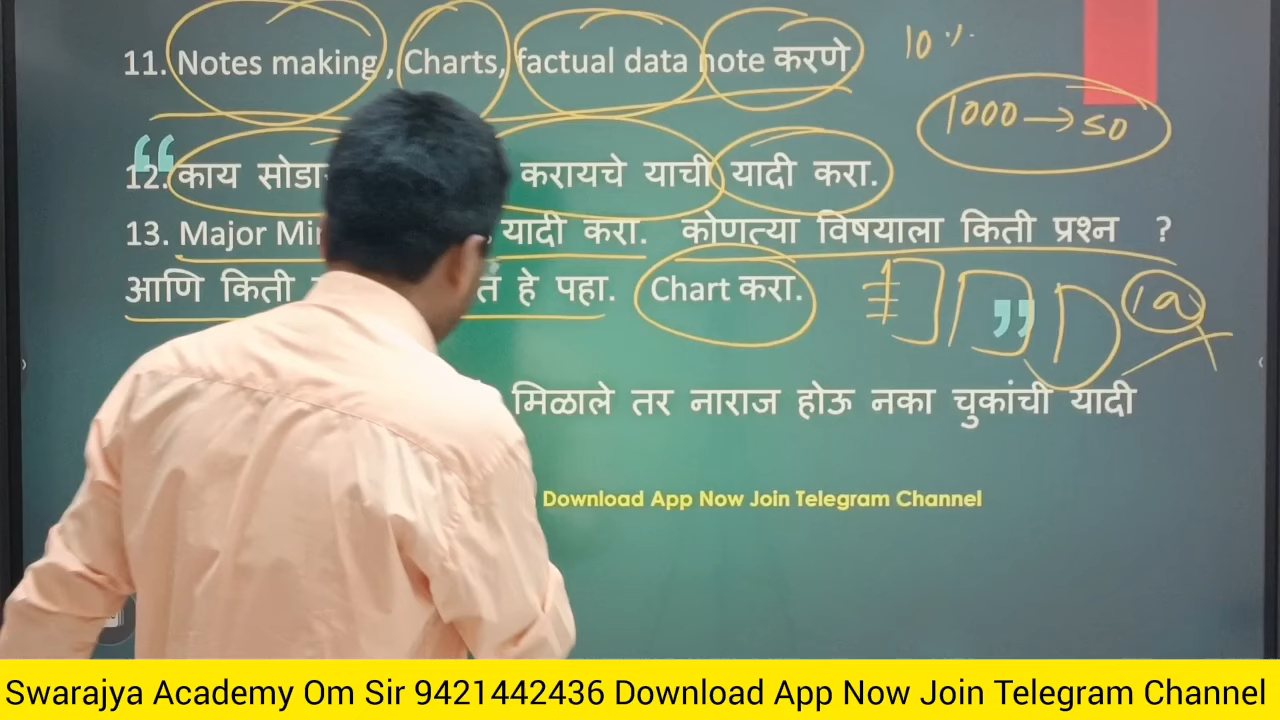 11. Notes making , Charts, factual data note करणे
10 %
1000 → 50
12. काय सोडा करायचे याची यादी करा.
13. Major Mi यादी करा. कोणत्या विषयाला किती प्रश्न ?
आणि किती त हे पहा. Chart करा.
मिळाले तर नाराज होऊ नका चुकांची यादी
Download App Now Join Telegram Channel
Swarajya Academy Om Sir 9421442436 Download App Now Join Telegram Channel